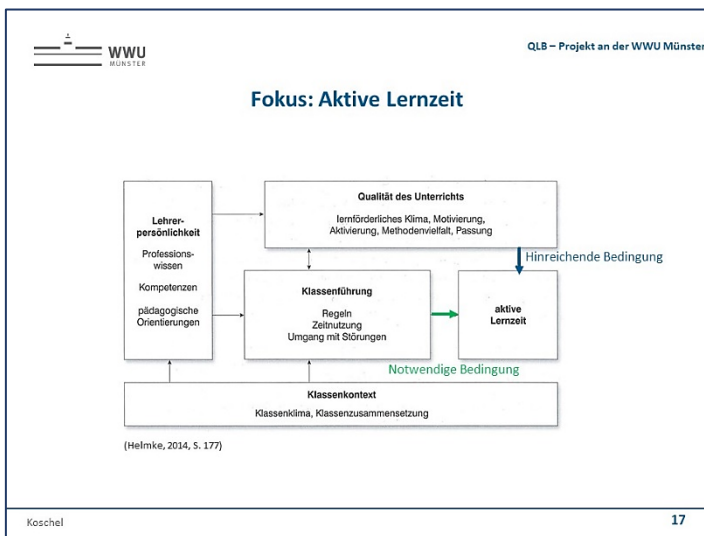 WWU
MÜNSTER
QLB – Projekt an der WWU Münster
Fokus: Aktive Lernzeit
Lehrer-
persönlichkeit
Professions-
wissen
Kompetenzen
pädagogische
Orientierungen
Qualität des Unterrichts
lernförderliches Klima, Motivierung,
Aktivierung, Methodenvielfalt, Passung
Hinreichende Bedingung
Klassenführung
Regeln
Zeitnutzung
Umgang mit Störungen
aktive
Lernzeit
Notwendige Bedingung
Klassenkontext
Klassenklima, Klassenzusammensetzung
(Helmke, 2014, S. 177)
Koschel
17